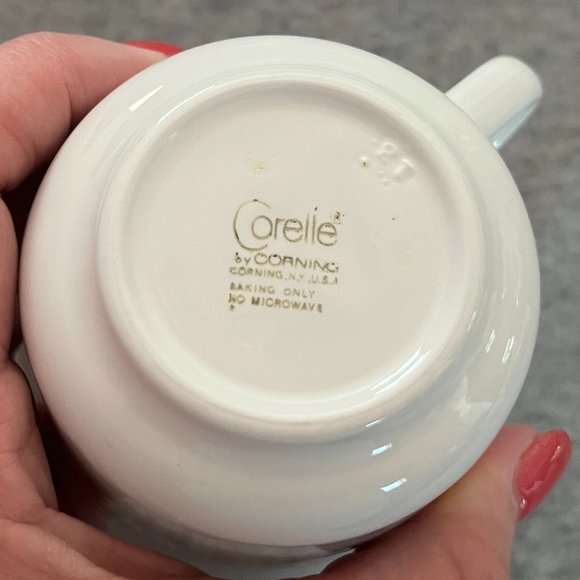 Corelle®
by CORNING
CORNING, N.Y., U.S.A
BAKING ONLY
NO MICROWAVE